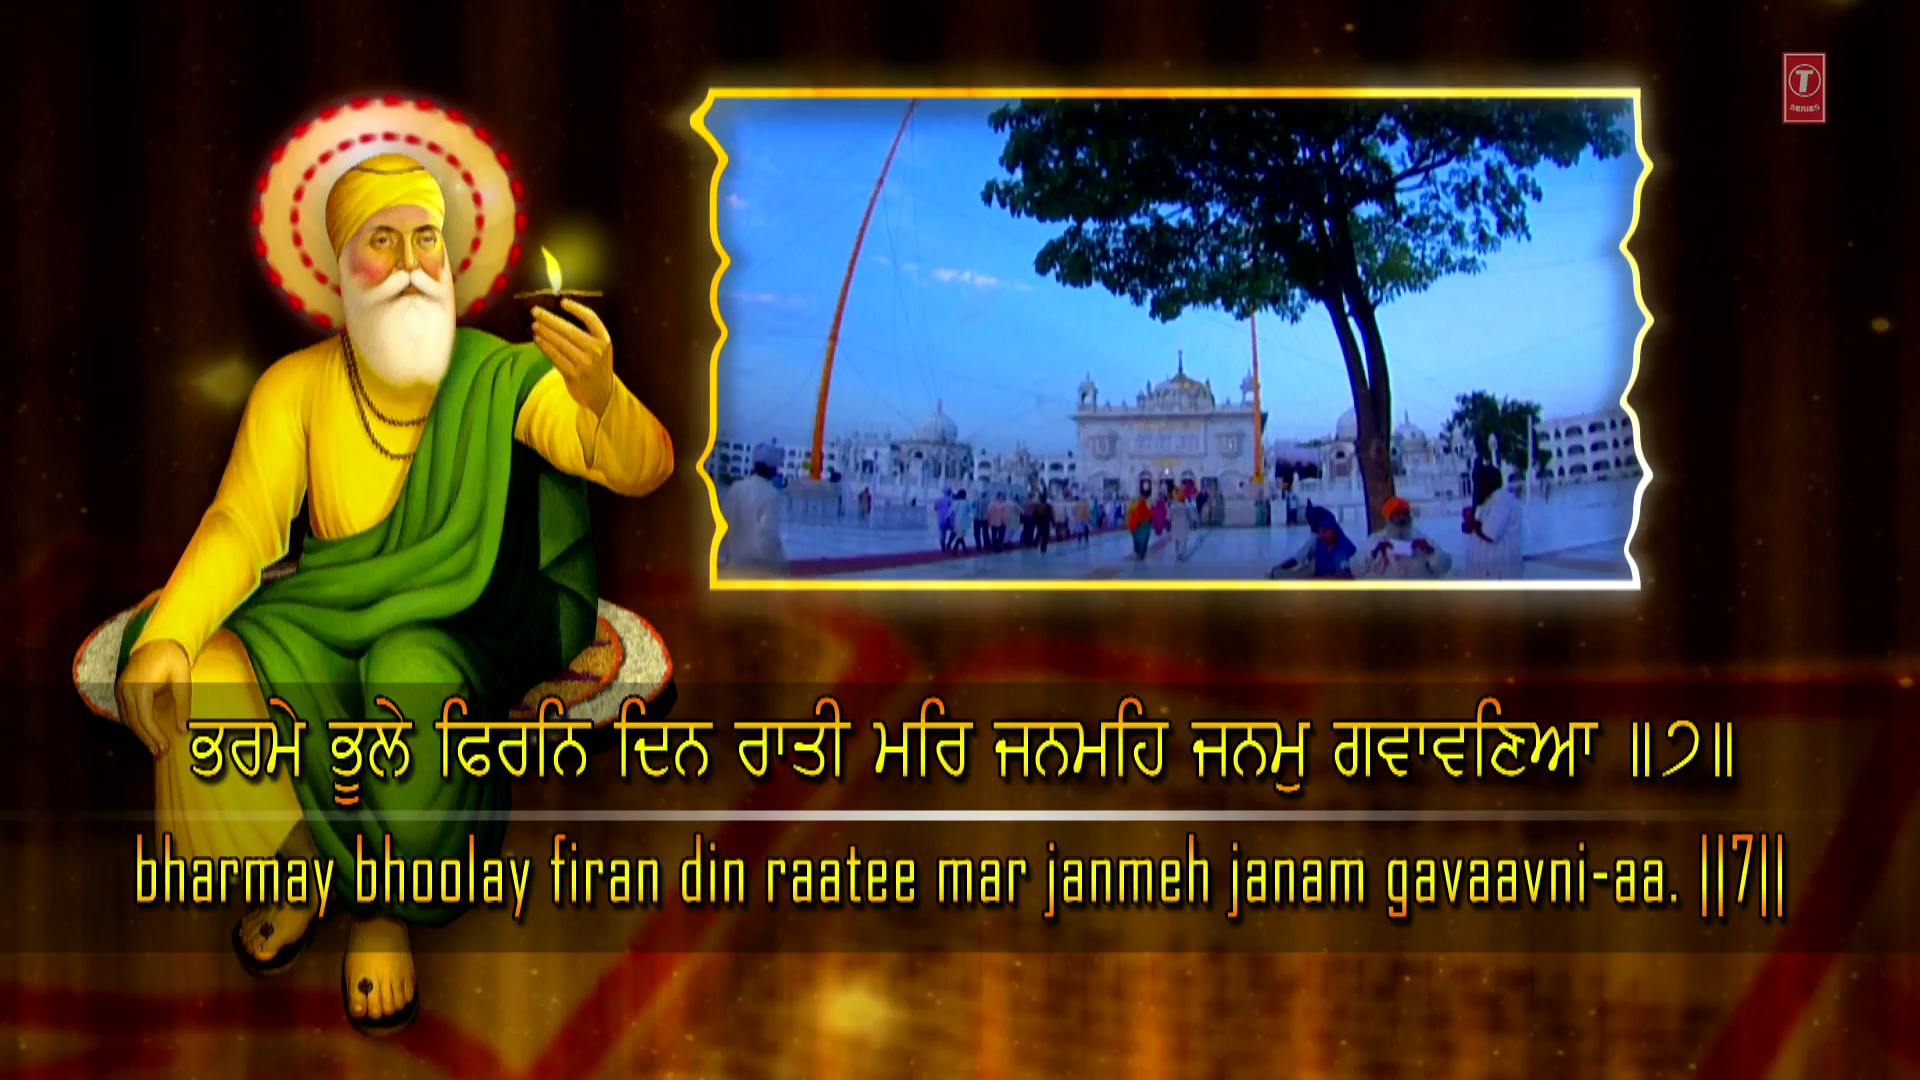 T
SERIES
ਭਰਮੇ ਭੂਲੇ ਫਿਰਨਿ ਦਿਨ ਰਾਤੀ ਮਰਿ ਜਨਮਹਿ ਜਨਮੁ ਗਵਾਵਣਿਆ ॥੭॥
bharmay bhoolay firan din raatee mar janmeh janam gavaavni-aa. ||7||